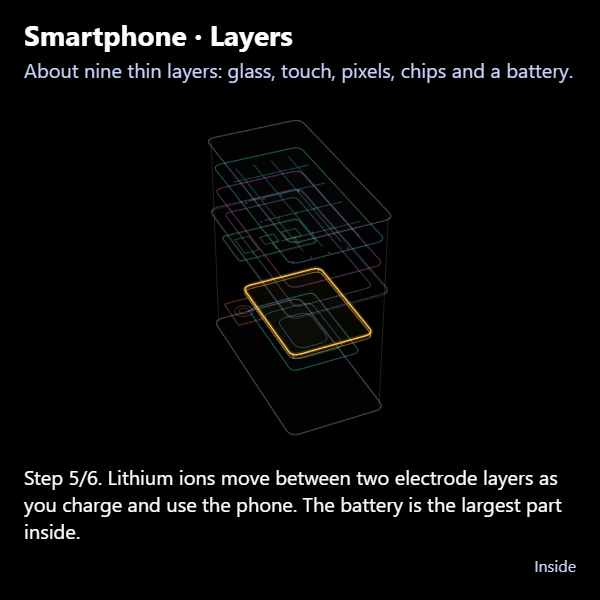 Smartphone · Layers
About nine thin layers: glass, touch, pixels, chips and a battery.
Step 5/6. Lithium ions move between two electrode layers as
you charge and use the phone. The battery is the largest part
inside.
Inside